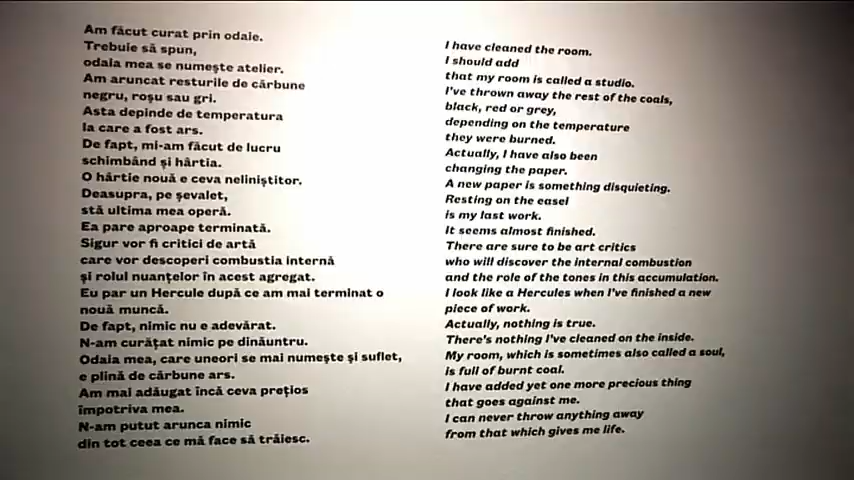 Am făcut curat prin odaie.
Trebuie să spun,
odaia mea se numește atelier.
Am aruncat resturile de cărbune
negru, roșu sau gri.
Asta depinde de temperatura
la care a fost ars.
De fapt, mi-am făcut de lucru
schimbând și hârtia.
O hârtie nouă e ceva neliniștitor.
Deasupra, pe șevalet,
stă ultima mea operă.
Ea pare aproape terminată.
Sigur vor fi critici de artă
care vor descoperi combustia internă
și rolul nuanțelor în acest agregat.
Eu par un Hercule după ce am mai terminat o
nouă muncă.
De fapt, nimic nu e adevărat.
N-am curățat nimic pe dinăuntru.
Odaia mea, care uneori se mai numește și suflet,
e plină de cărbune ars.
Am mai adăugat încă ceva prețios
împotriva mea.
N-am putut arunca nimic
din tot ceea ce mă face să trăiesc.
I have cleaned the room.
I should add
that my room is called a studio.
I've thrown away the rest of the coals,
black, red or grey,
depending on the temperature
they were burned.
Actually, I have also been
changing the paper.
A new paper is something disquieting.
Resting on the easel
is my last work.
It seems almost finished.
There are sure to be art critics
who will discover the internal combustion
and the role of the tones in this accumulation.
I look like a Hercules when I've finished a new
piece of work.
Actually, nothing is true.
There's nothing I've cleaned on the inside.
My room, which is sometimes also called a soul,
is full of burnt coal.
I have added yet one more precious thing
that goes against me.
I can never throw anything away
from that which gives me life.